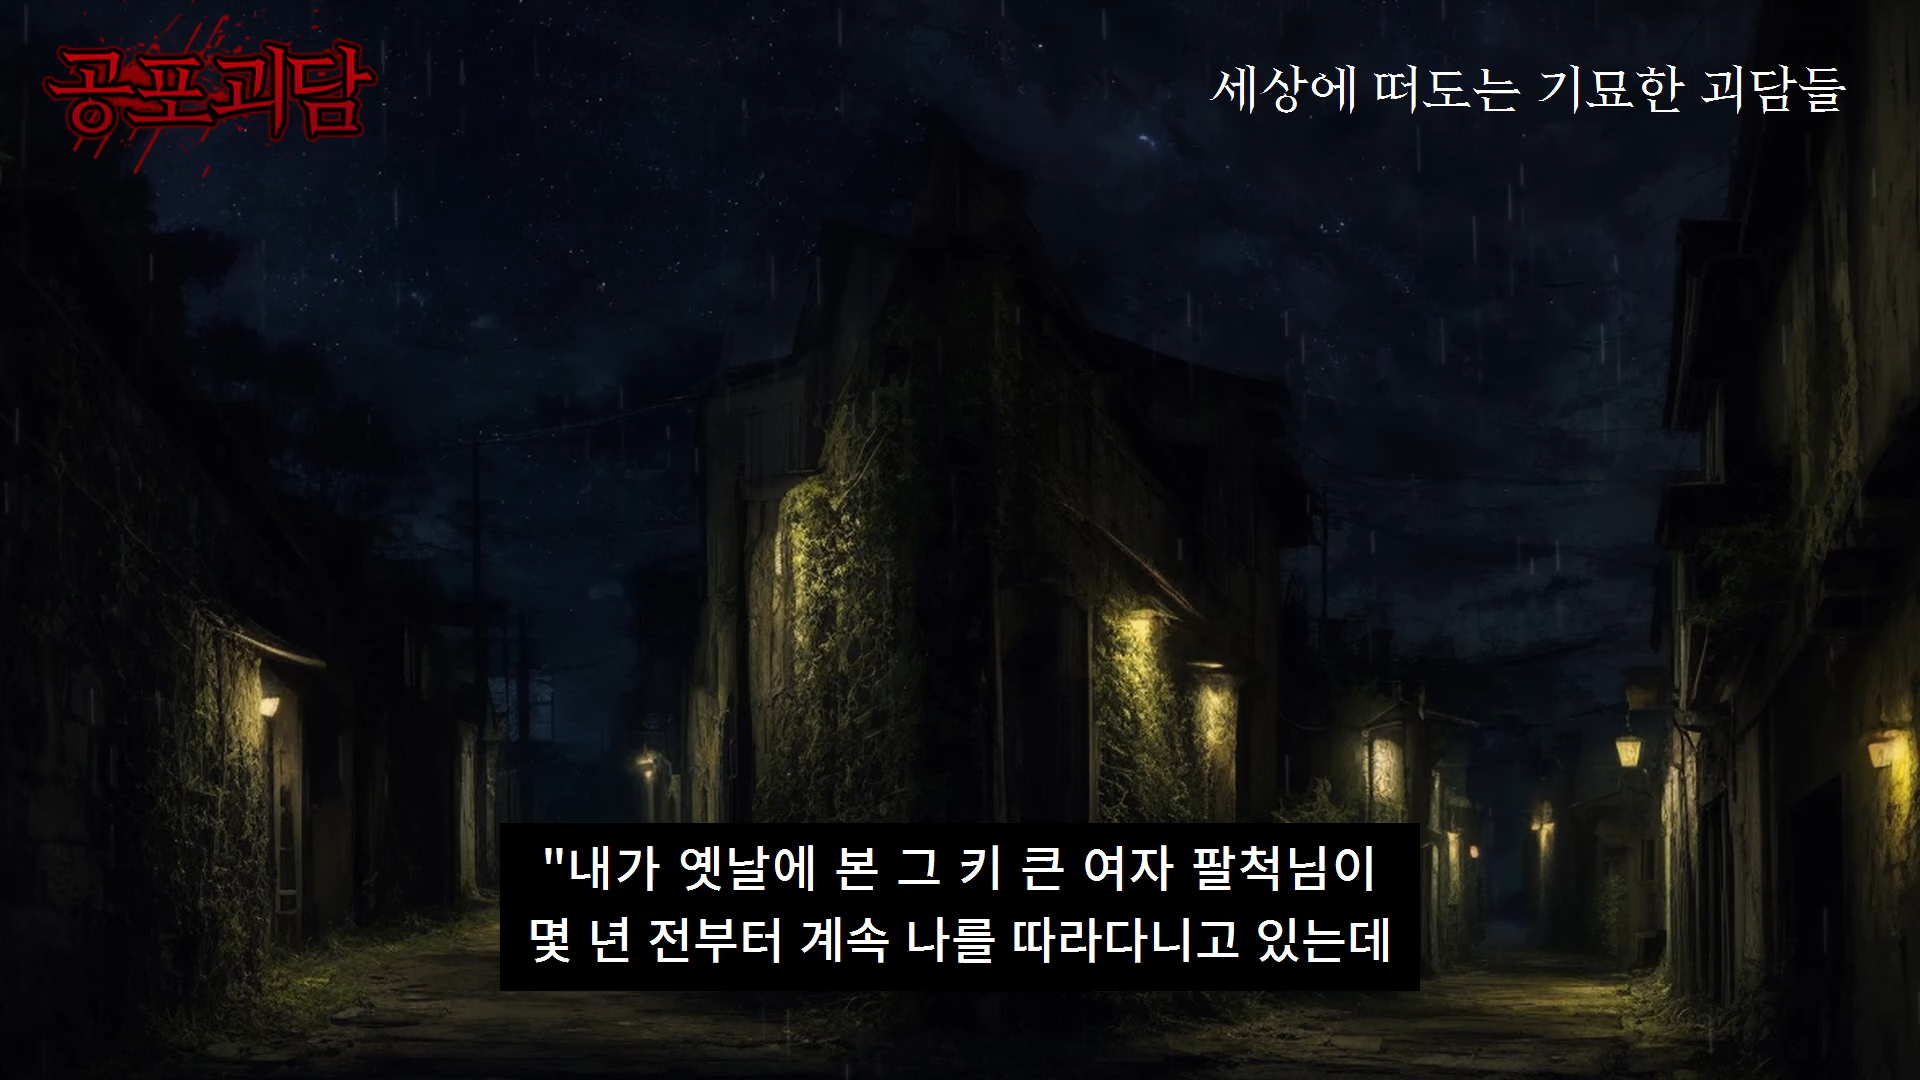 공포괴담
세상에 떠도는 기묘한 괴담들
"내가 옛날에 본 그 키 큰 여자 팔척님이
몇 년 전부터 계속 나를 따라다니고 있는데